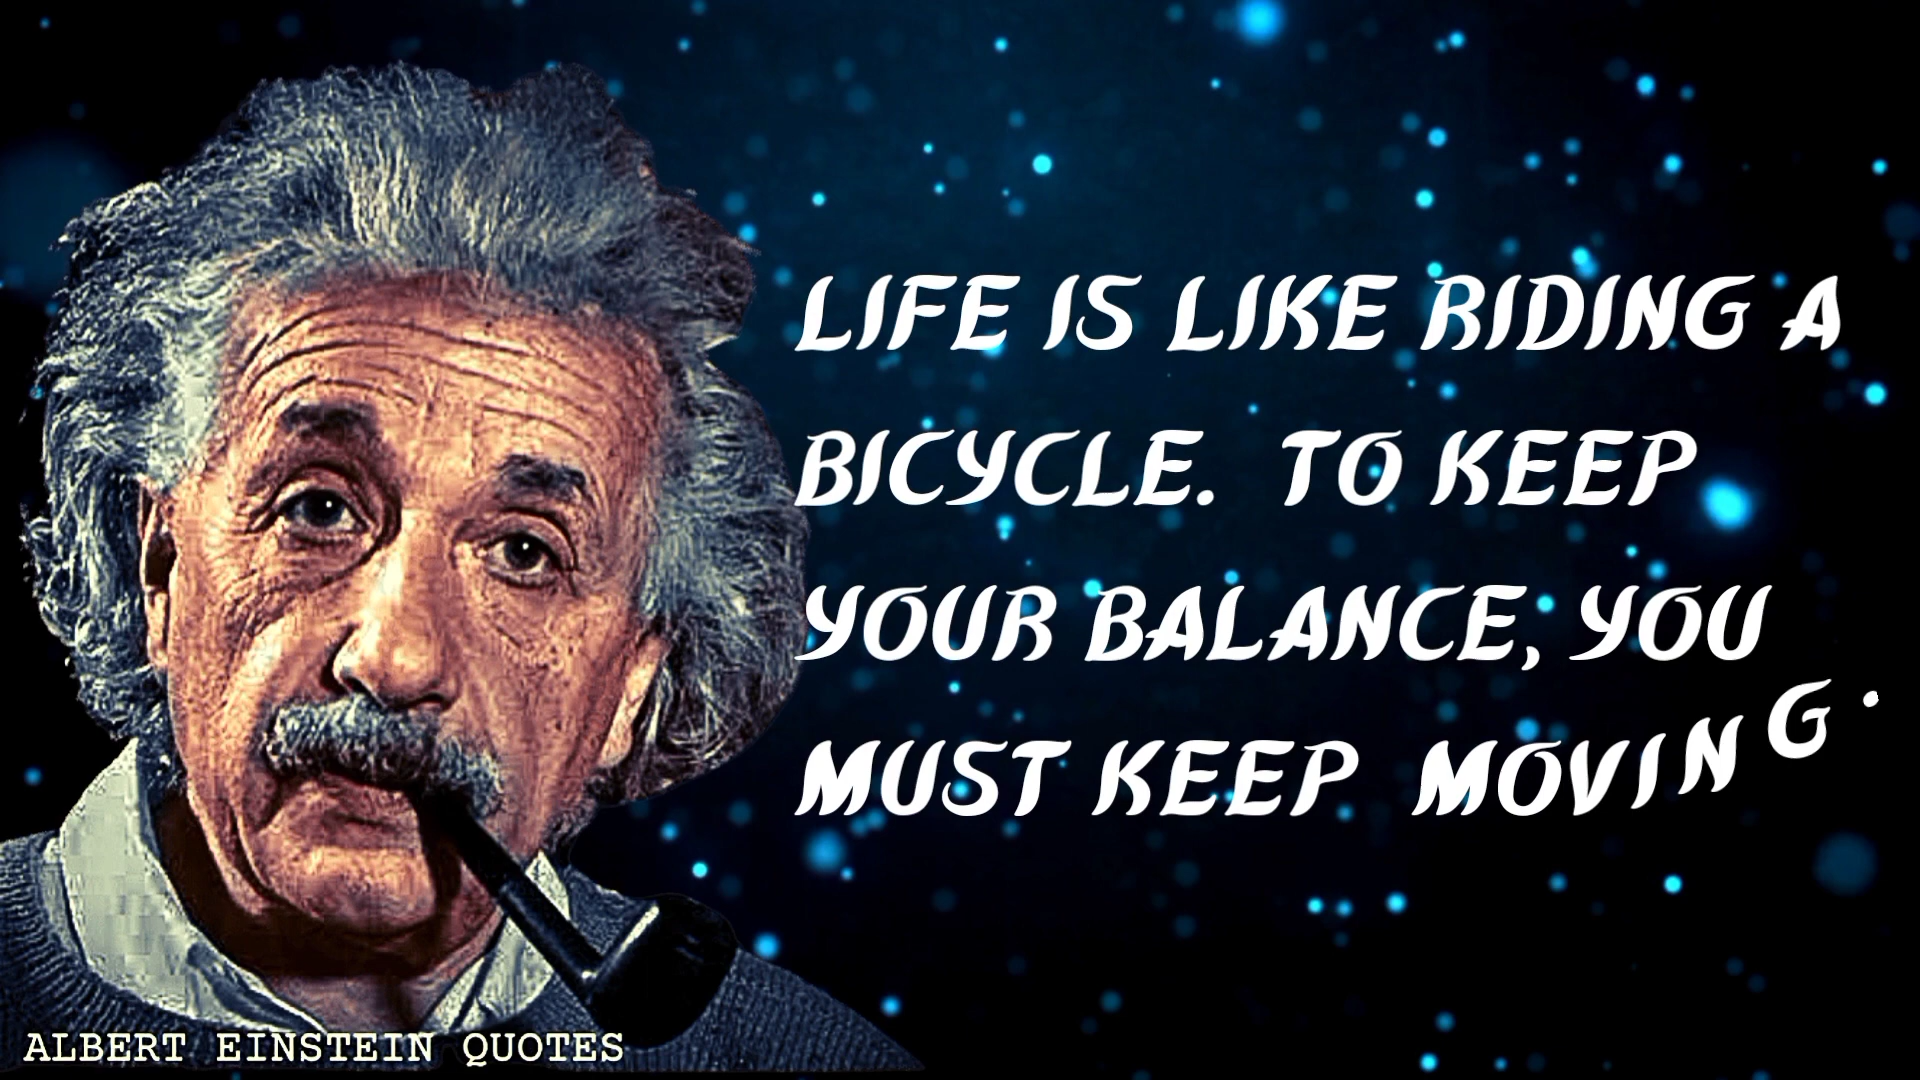 LIFE IS LIKE RIDING A
BICYCLE. TO KEEP
YOUR BALANCE, YOU
MUST KEEP MOVING.
ALBERT EINSTEIN QUOTES